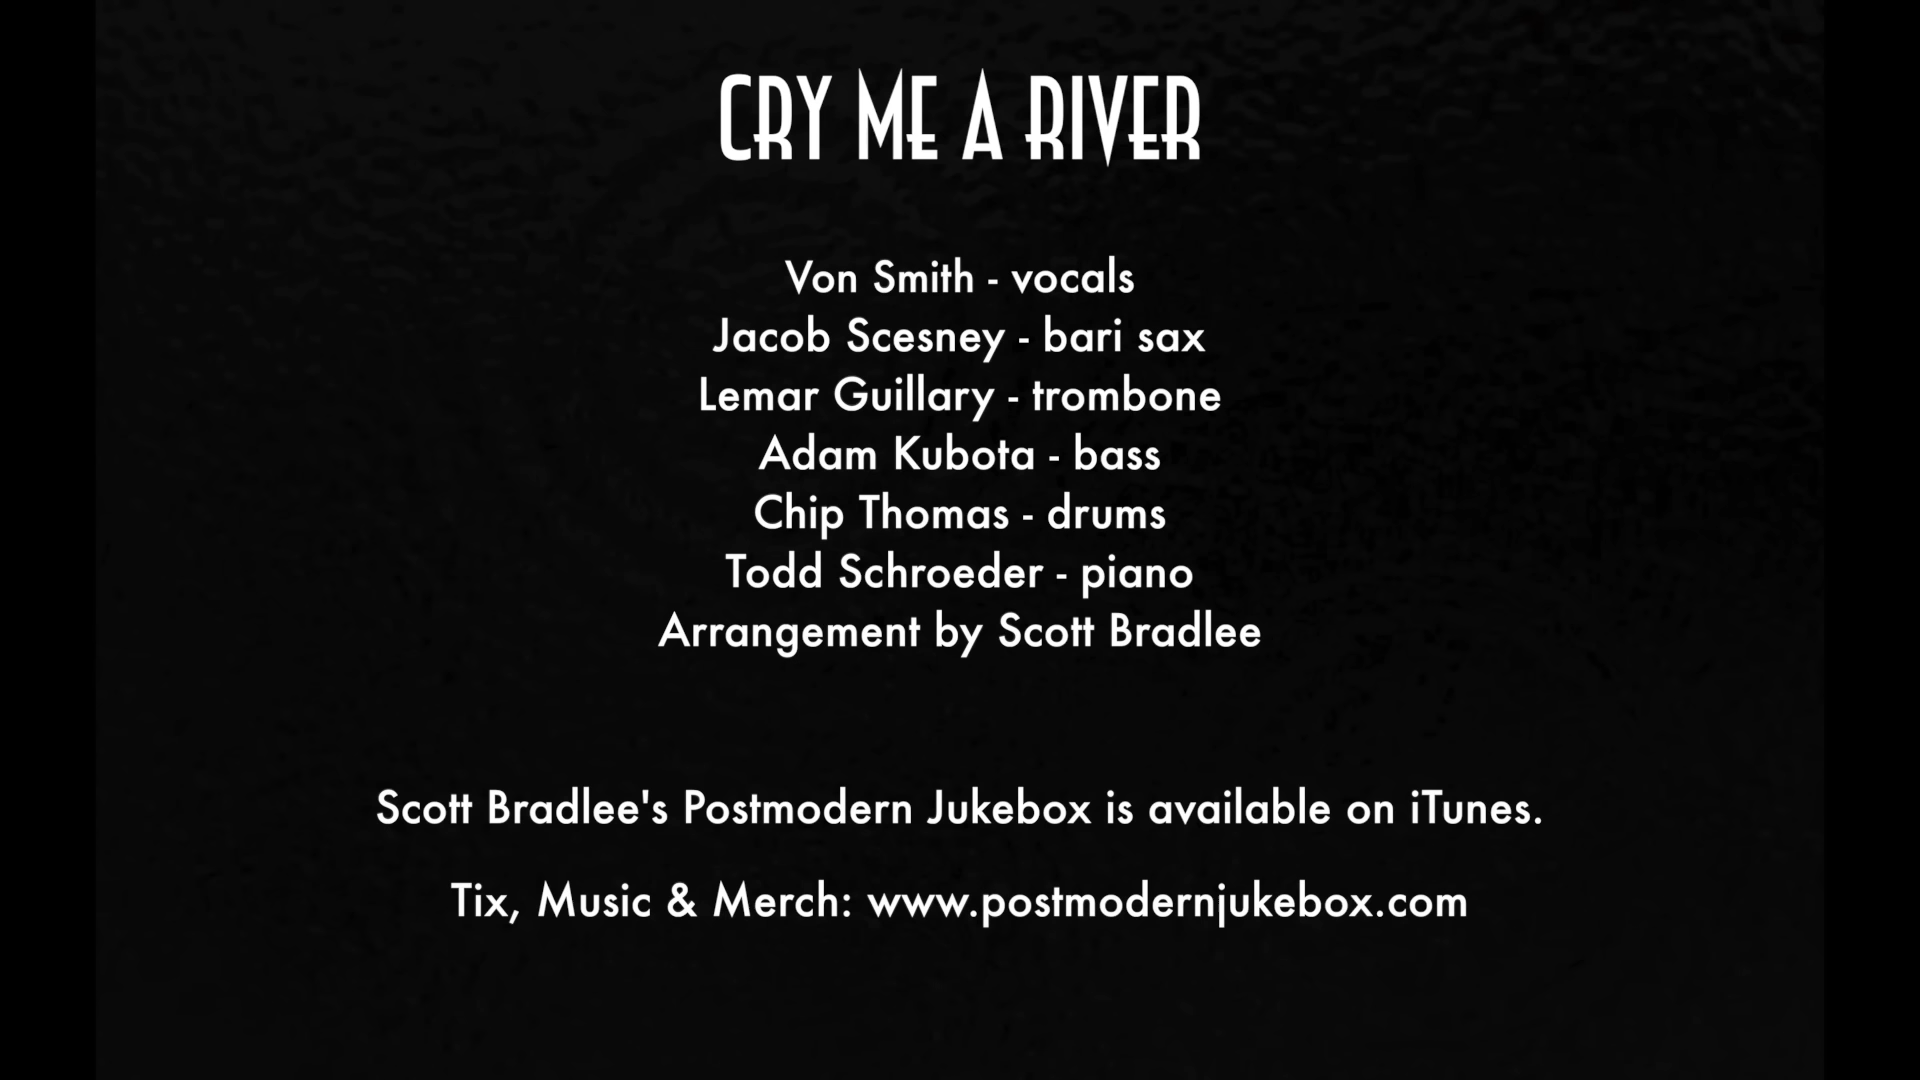 CRY ME A RIVER
Von Smith - vocals
Jacob Scesney - bari sax
Lemar Guillary - trombone
Adam Kubota - bass
Chip Thomas - drums
Todd Schroeder - piano
Arrangement by Scott Bradlee
Scott Bradlee's Postmodern Jukebox is available on iTunes.
Tix, Music & Merch: www.postmodernjukebox.com